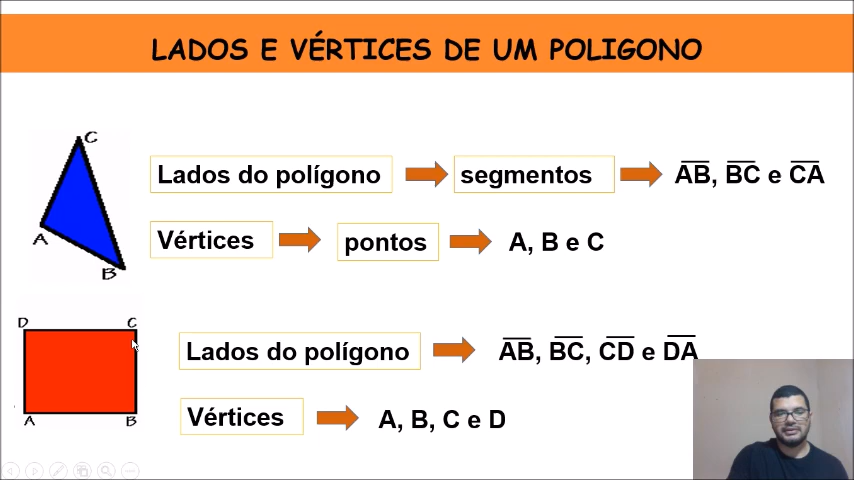 LADOS E VÉRTICES DE UM POLIGONO
C
A
B
Lados do polígono segmentos AB, BC e CA
Vértices pontos A, B e C
D C
A B
Lados do polígono AB, BC, CD e DA
Vértices A, B, C e D